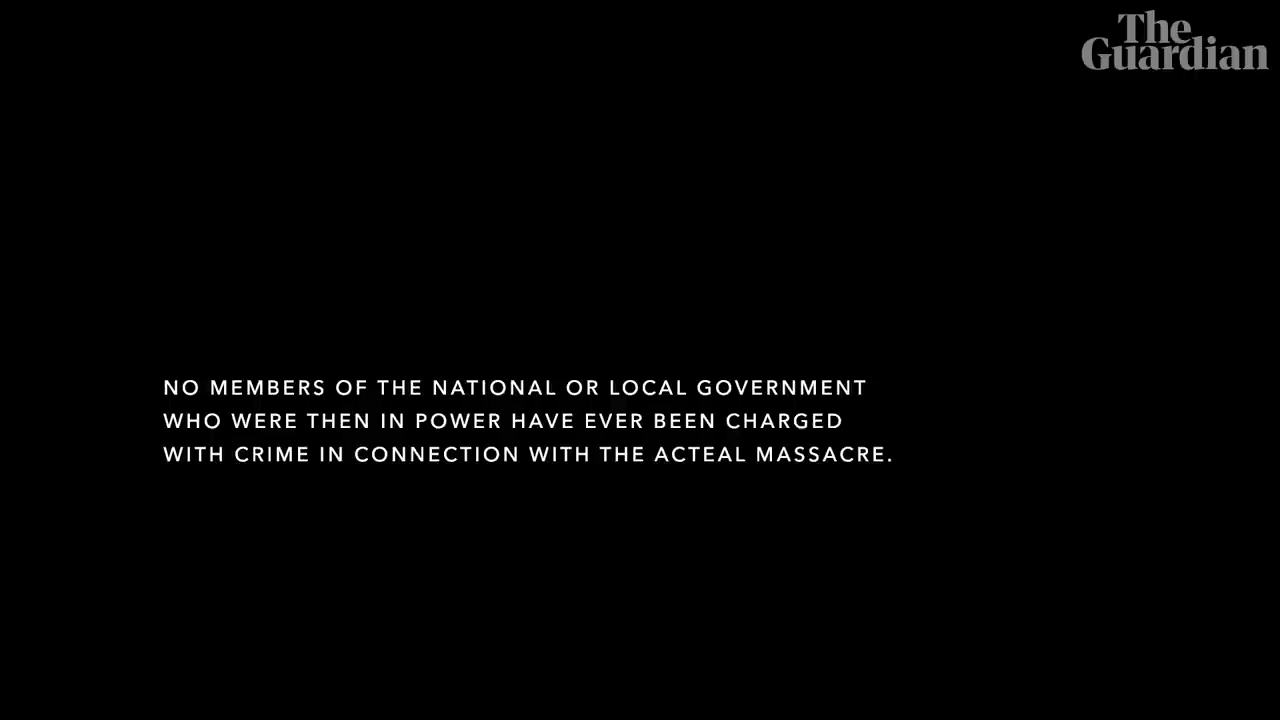 The
Guardian
NO MEMBERS OF THE NATIONAL OR LOCAL GOVERNMENT
WHO WERE THEN IN POWER HAVE EVER BEEN CHARGED
WITH CRIME IN CONNECTION WITH THE ACTEAL MASSACRE.